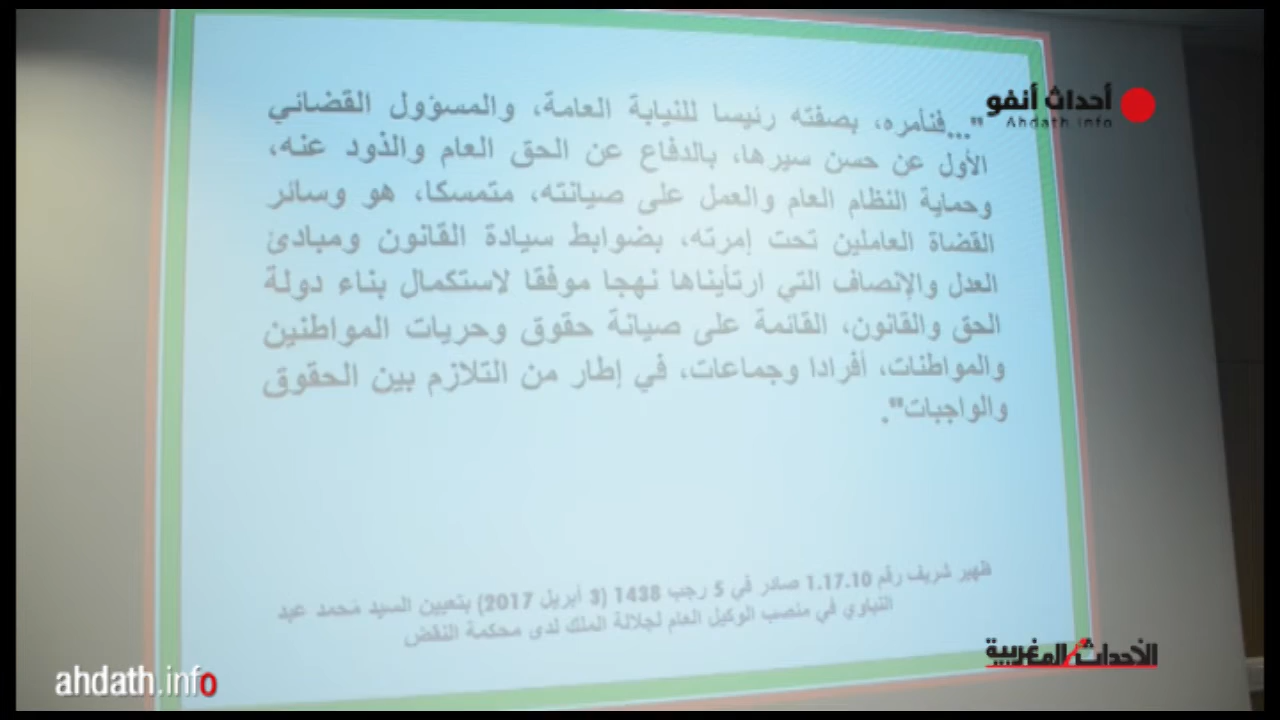 أحداث أنفو
Ahdath.info
"...فنأمره، بصفته رئيسا للنيابة العامة، والمسؤول القضائي
الأول عن حسن سيرها، بالدفاع عن الحق العام والذود عنه،
وحماية النظام العام والعمل على صيانته، متمسكا، هو وسائر
القضاة العاملين تحت إمرته، بضوابط سيادة القانون ومبادئ
العدل والإنصاف التي ارتأيناها نهجا موفقا لاستكمال بناء دولة
الحق والقانون، القائمة على صيانة حقوق وحريات المواطنين
والمواطنات، أفرادا وجماعات، في إطار من التلازم بين الحقوق
والواجبات".
ظهير شريف رقم 1.17.10 صادر في 5 رجب 1438 (3 أبريل 2017) بتعيين السيد محمد عبد
النباوي في منصب الوكيل العام لجلالة الملك لدى محكمة النقض
الأحداث المغربية
ahdath.info